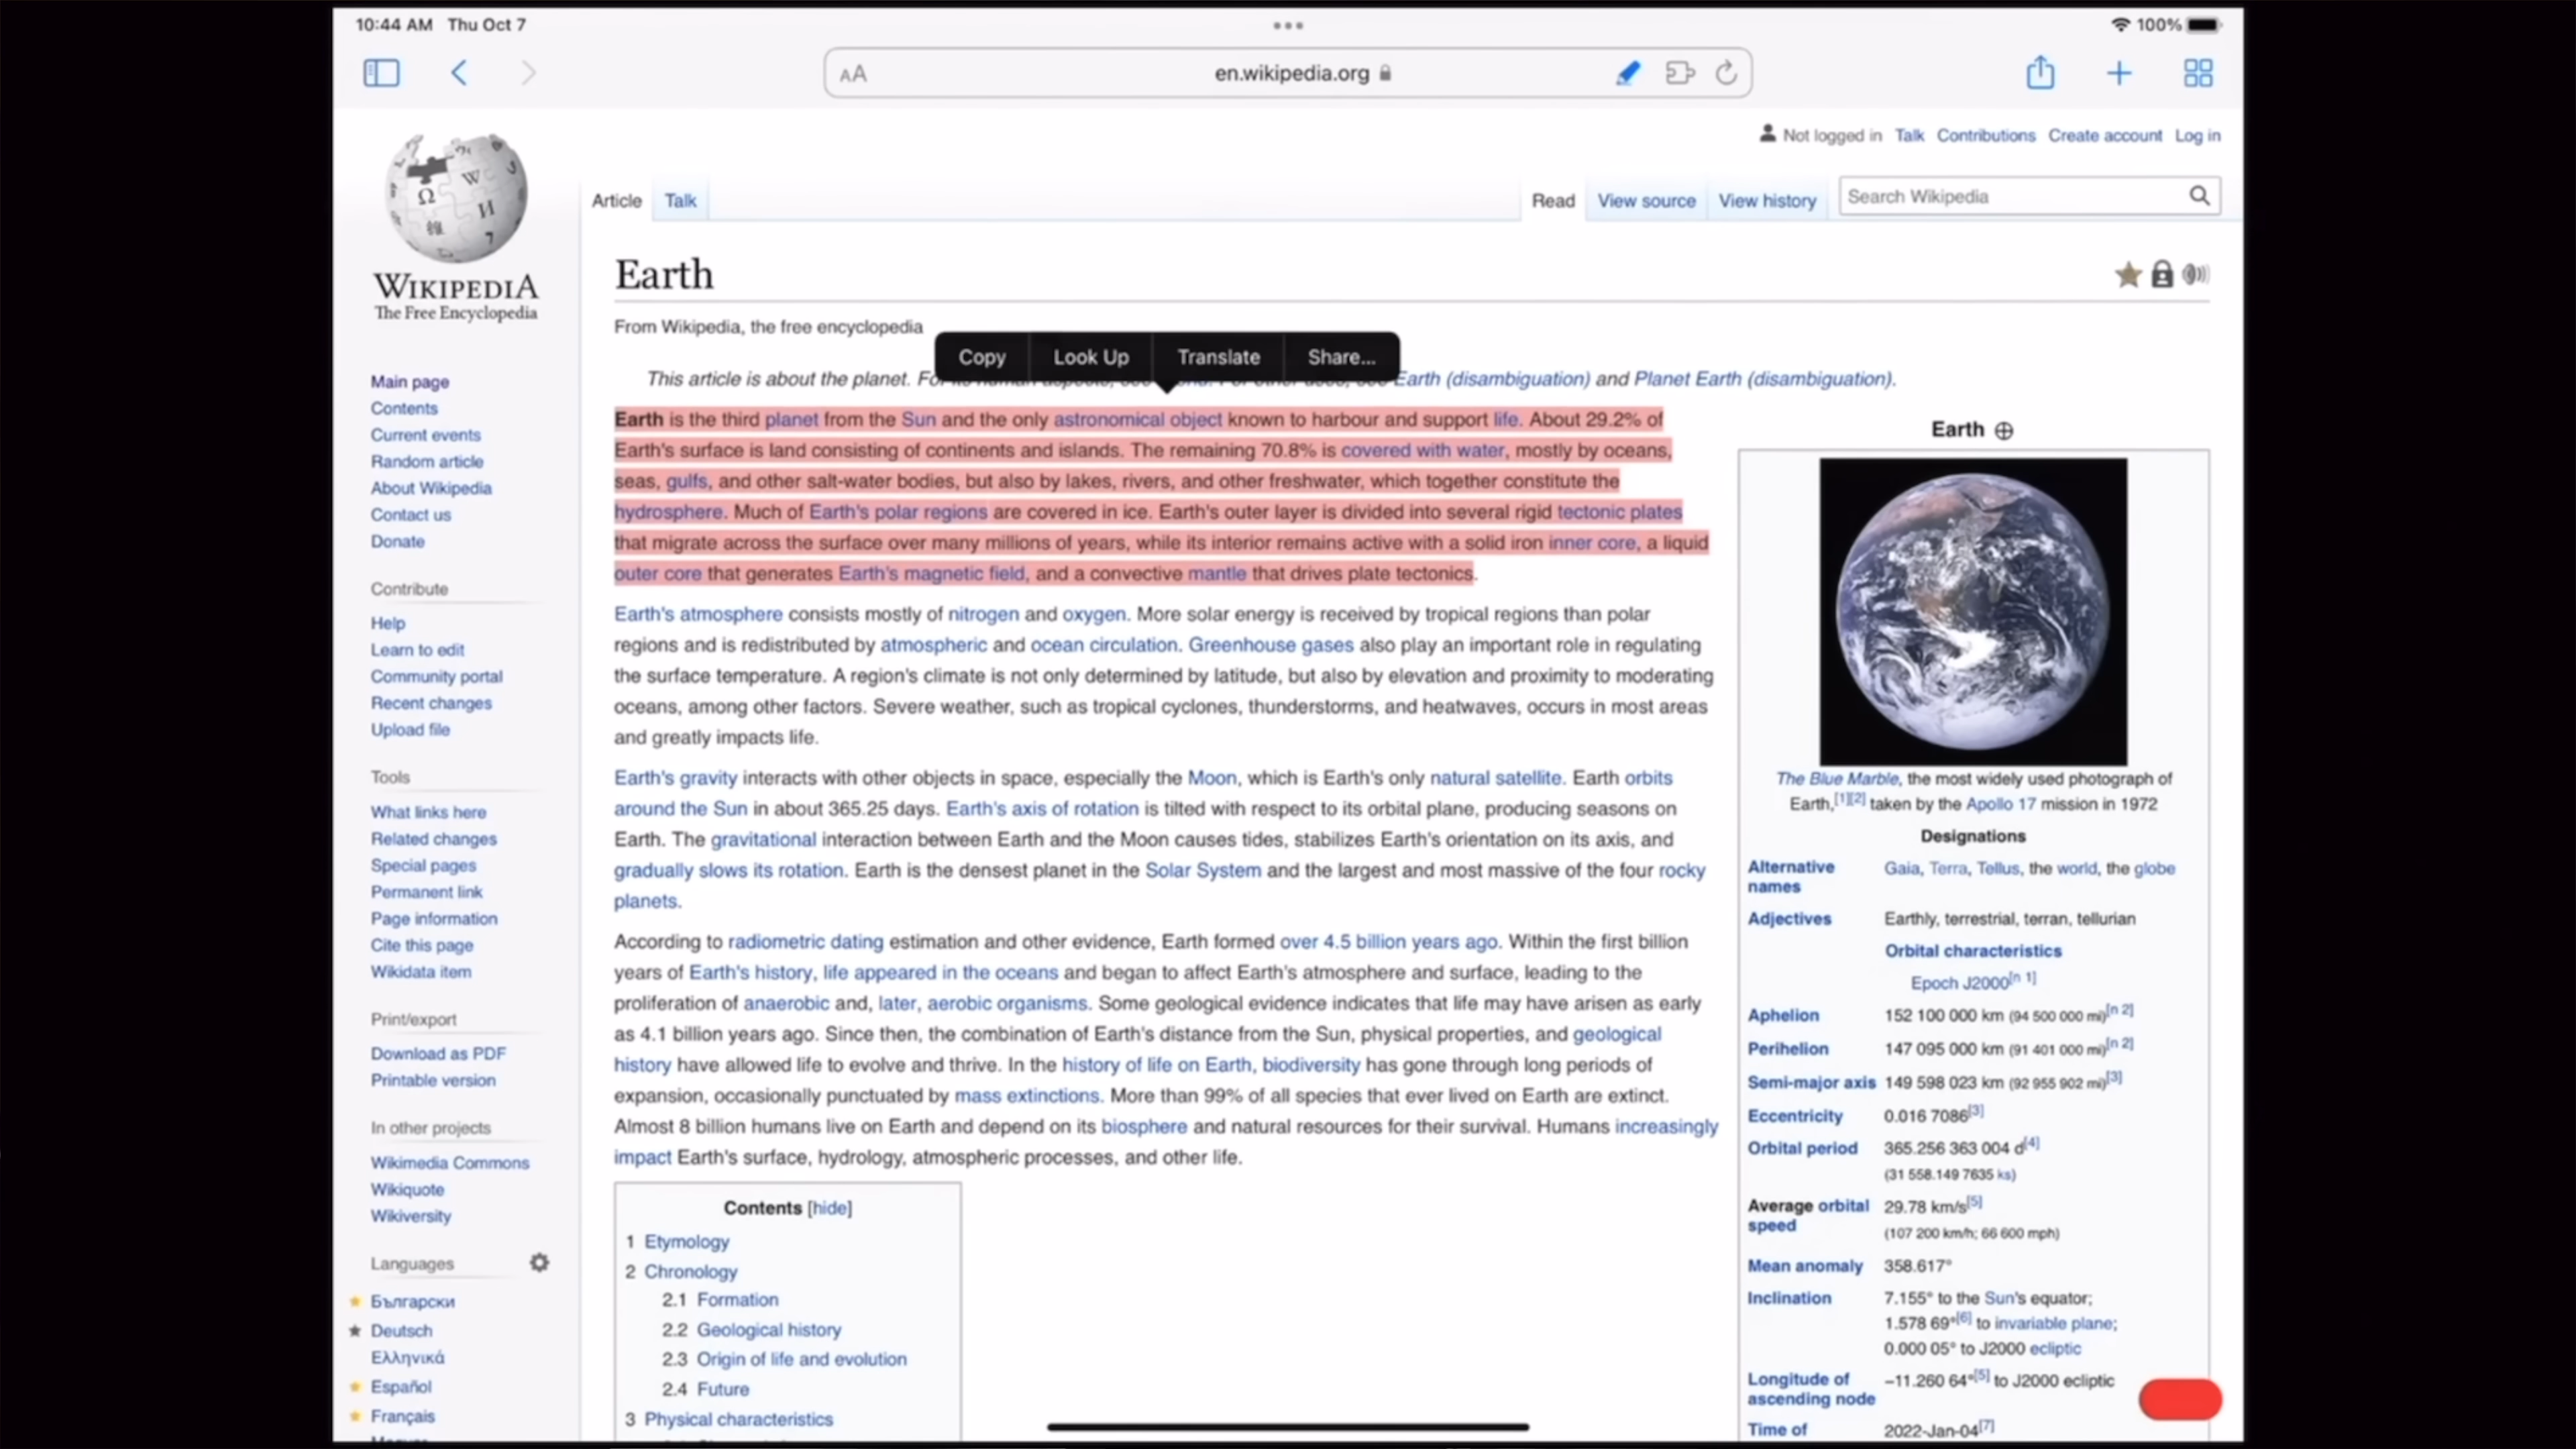 10:44 AM Thu Oct 7
100%
AA
en.wikipedia.org
Not logged in Talk Contributions Create account Log in
Article Talk
Read View source View history Search Wikipedia
WIKIPEDIA
The Free Encyclopedia
Main page
Contents
Current events
Random article
About Wikipedia
Contact us
Donate
Contribute
Help
Learn to edit
Community portal
Recent changes
Upload file
Tools
What links here
Related changes
Special pages
Permanent link
Page information
Cite this page
Wikidata item
Print/export
Download as PDF
Printable version
In other projects
Wikimedia Commons
Wikiquote
Wikiversity
Languages
Български
Deutsch
Ελληνικά
Español
Français
Earth
From Wikipedia, the free encyclopedia
Copy Look Up Translate Share...
This article is about the planet. Earth (disambiguation) and Planet Earth (disambiguation).
Earth is the third planet from the Sun and the only astronomical object known to harbour and support life. About 29.2% of
Earth's surface is land consisting of continents and islands. The remaining 70.8% is covered with water, mostly by oceans,
seas, gulfs, and other salt-water bodies, but also by lakes, rivers, and other freshwater, which together constitute the
hydrosphere. Much of Earth's polar regions are covered in ice. Earth's outer layer is divided into several rigid tectonic plates
that migrate across the surface over many millions of years, while its interior remains active with a solid iron inner core, a liquid
outer core that generates Earth's magnetic field, and a convective mantle that drives plate tectonics.
Earth's atmosphere consists mostly of nitrogen and oxygen. More solar energy is received by tropical regions than polar
regions and is redistributed by atmospheric and ocean circulation. Greenhouse gases also play an important role in regulating
the surface temperature. A region's climate is not only determined by latitude, but also by elevation and proximity to moderating
oceans, among other factors. Severe weather, such as tropical cyclones, thunderstorms, and heatwaves, occurs in most areas
and greatly impacts life.
Earth's gravity interacts with other objects in space, especially the Moon, which is Earth's only natural satellite. Earth orbits
around the Sun in about 365.25 days. Earth's axis of rotation is tilted with respect to its orbital plane, producing seasons on
Earth. The gravitational interaction between Earth and the Moon causes tides, stabilizes Earth's orientation on its axis, and
gradually slows its rotation. Earth is the densest planet in the Solar System and the largest and most massive of the four rocky
planets.
According to radiometric dating estimation and other evidence, Earth formed over 4.5 billion years ago. Within the first billion
years of Earth's history, life appeared in the oceans and began to affect Earth's atmosphere and surface, leading to the
proliferation of anaerobic and, later, aerobic organisms. Some geological evidence indicates that life may have arisen as early
as 4.1 billion years ago. Since then, the combination of Earth's distance from the Sun, physical properties, and geological
history have allowed life to evolve and thrive. In the history of life on Earth, biodiversity has gone through long periods of
expansion, occasionally punctuated by mass extinctions. More than 99% of all species that ever lived on Earth are extinct.
Almost 8 billion humans live on Earth and depend on its biosphere and natural resources for their survival. Humans increasingly
impact Earth's surface, hydrology, atmospheric processes, and other life.
Contents [hide]
1 Etymology
2 Chronology
2.1 Formation
2.2 Geological history
2.3 Origin of life and evolution
2.4 Future
3 Physical characteristics
Earth ⊕
The Blue Marble, the most widely used photograph of
Earth,[1][2] taken by the Apollo 17 mission in 1972
Designations
Alternative names Gaia, Terra, Tellus, the world, the globe
Adjectives Earthly, terrestrial, terran, tellurian
Orbital characteristics
Epoch J2000[n 1]
Aphelion 152 100 000 km (94 500 000 mi)[n 2]
Perihelion 147 095 000 km (91 401 000 mi)[n 2]
Semi-major axis 149 598 023 km (92 955 902 mi)[3]
Eccentricity 0.016 7086[3]
Orbital period 365.256 363 004 d[4]
(31 558.149 7635 ks)
Average orbital speed 29.78 km/s[5]
(107 200 km/h; 66 600 mph)
Mean anomaly 358.617°
Inclination 7.155° to the Sun's equator;
1.578 69°[6] to invariable plane;
0.000 05° to J2000 ecliptic
Longitude of ascending node −11.260 64°[5] to J2000 ecliptic
Time of 2022-Jan-04[7]